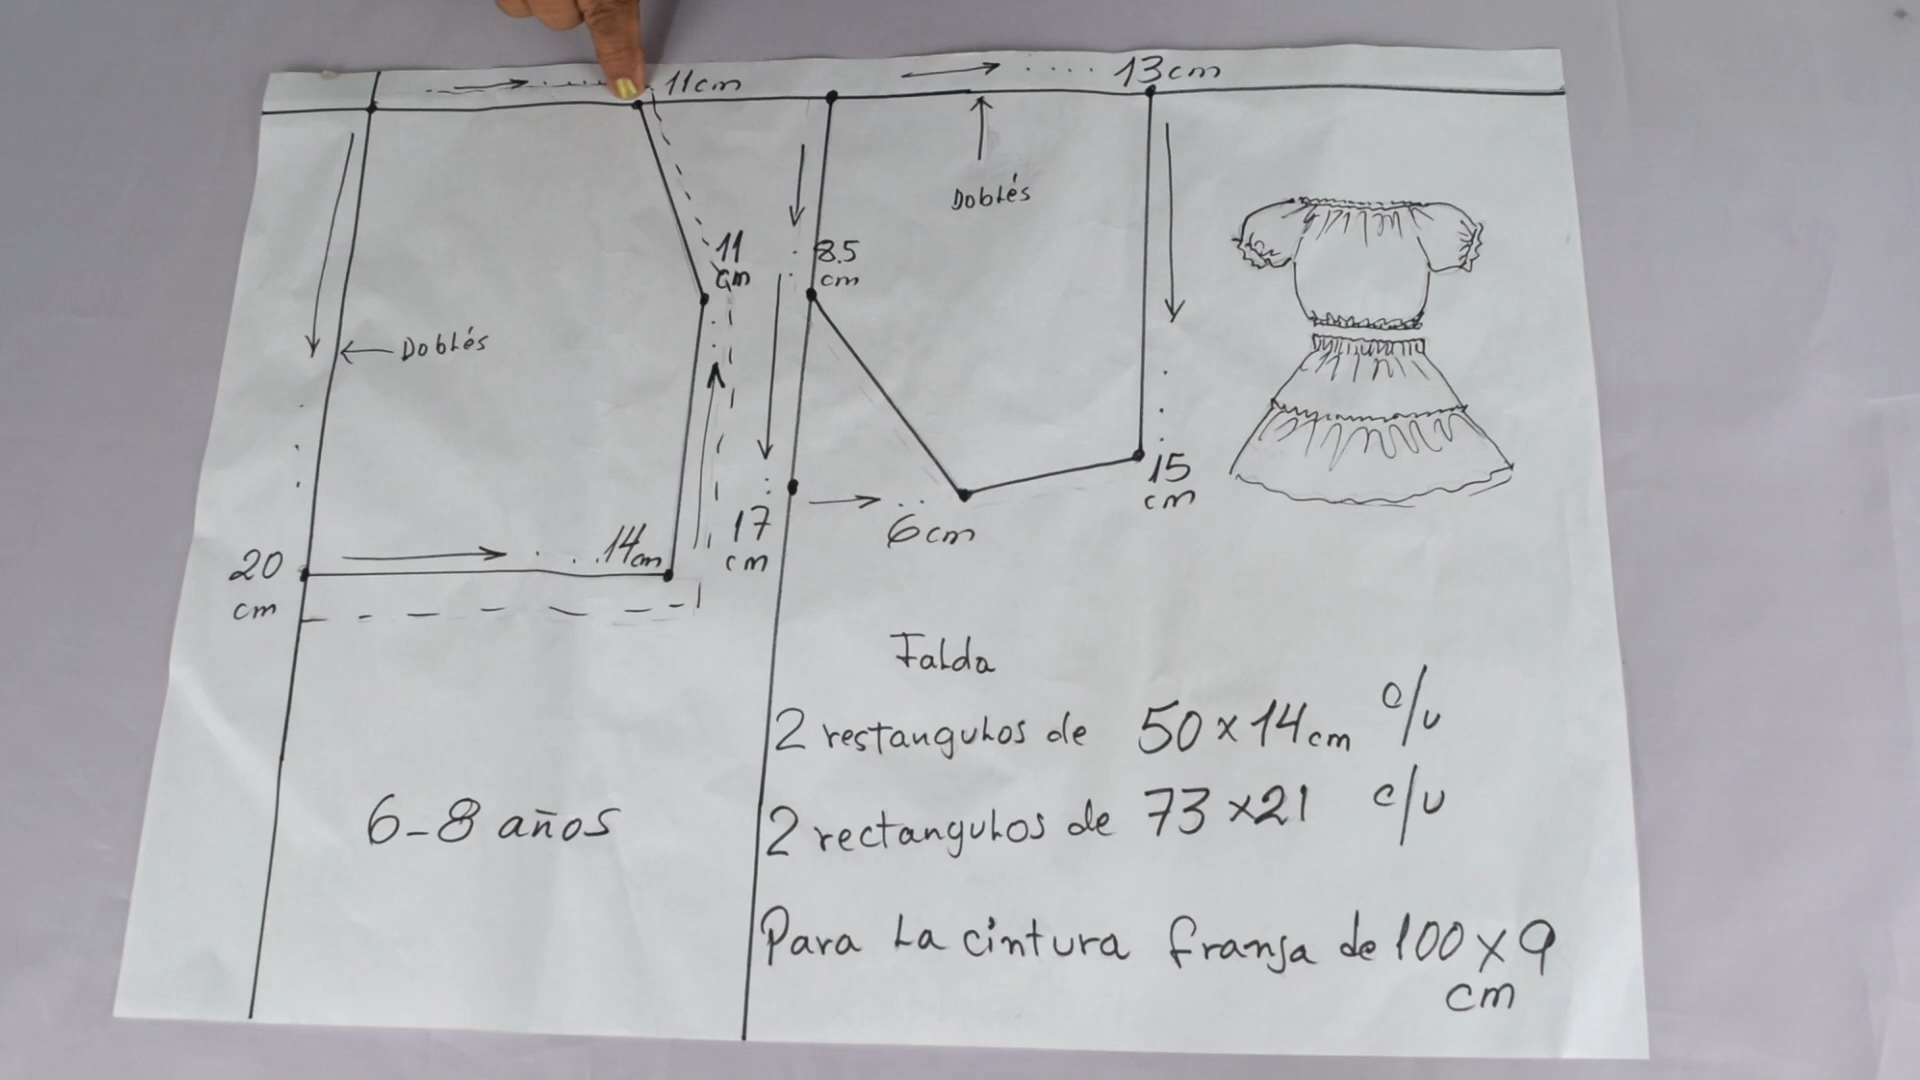 11cm
13cm
Doblés
11
cm
8.5
cm
Doblés
15
cm
20
cm
14cm
17
cm
6cm
Falda
2 restangulos de 50x14cm c/u
2 rectangulos de 73x21 c/u
6-8 años
Para La cintura franja de 100x9
cm